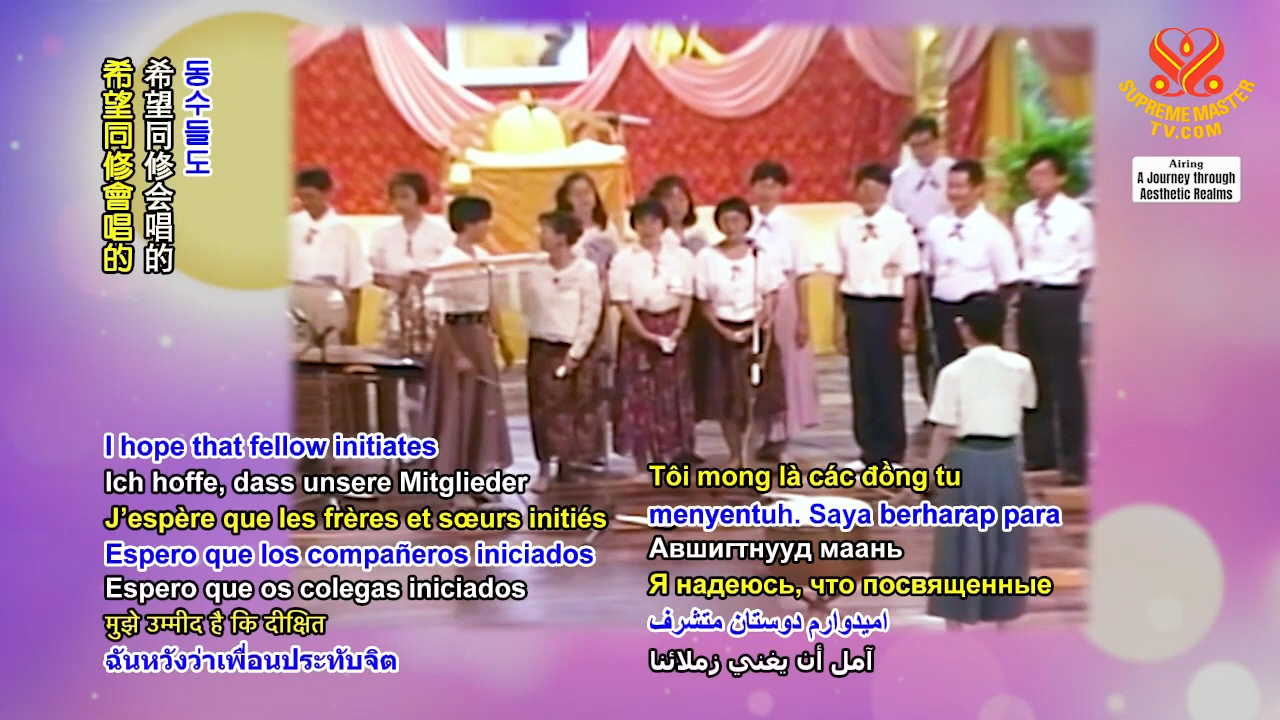 동수들도
希望同修会唱的
希望同修會唱的
SUPREME MASTER
TV.COM
Airing
A Journey through
Aesthetic Realms
I hope that fellow initiates
Ich hoffe, dass unsere Mitglieder
J’espère que les frères et sœurs initiés
Espero que los compañeros iniciados
Espero que os colegas iniciados
मुझे उम्मीद है कि दीक्षित
ฉันหวังว่าเพื่อนประทับจิต
Tôi mong là các đồng tu
menyentuh. Saya berharap para
Авшигтнууд маань
Я надеюсь, что посвященные
امیدوارم دوستان متشرف
آمل أن يغني زملائنا